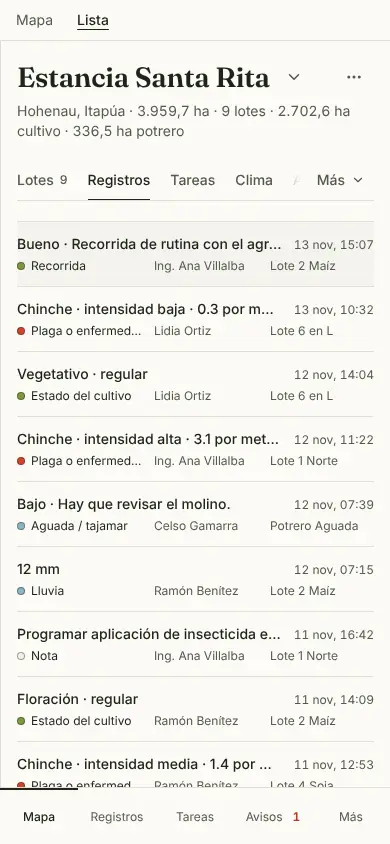 Mapa Lista
Estancia Santa Rita
Hohenau, Itapúa · 3.959,7 ha · 9 lotes · 2.702,6 ha
cultivo · 336,5 ha potrero
Lotes 9 Registros Tareas Clima Más
Bueno · Recorrida de rutina con el agr... 13 nov, 15:07
Recorrida Ing. Ana Villalba Lote 2 Maíz
Chinche · intensidad baja · 0.3 por m... 13 nov, 10:32
Plaga o enfermed... Lidia Ortiz Lote 6 en L
Vegetativo · regular 12 nov, 14:04
Estado del cultivo Lidia Ortiz Lote 6 en L
Chinche · intensidad alta · 3.1 por met... 12 nov, 11:22
Plaga o enfermed... Ing. Ana Villalba Lote 1 Norte
Bajo · Hay que revisar el molino. 12 nov, 07:39
Aguada / tajamar Celso Gamarra Potrero Aguada
12 mm 12 nov, 07:15
Lluvia Ramón Benítez Lote 2 Maíz
Programar aplicación de insecticida e... 11 nov, 16:42
Nota Ing. Ana Villalba Lote 1 Norte
Floración · regular 11 nov, 14:09
Estado del cultivo Ramón Benítez Lote 2 Maíz
Chinche · intensidad media · 1.4 por ... 11 nov, 12:53
Plaga o enfermed... Ramón Benítez Lote 4 Soja
Mapa Registros Tareas Avisos 1 Más